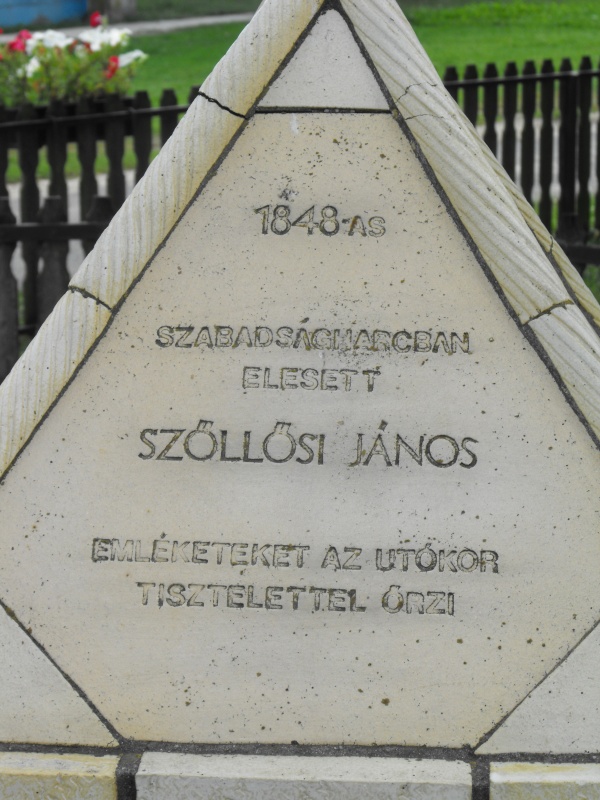 1848-AS
SZABADSÁGHARCBAN
ELESETT
SZŐLLŐSI JÁNOS
EMLÉKETEKET AZ UTÓKOR
TISZTELETTEL ŐRZI